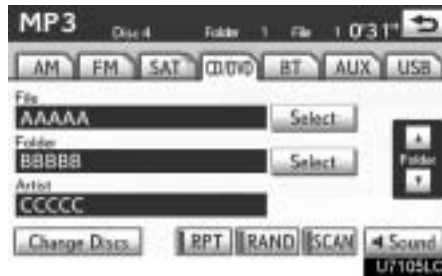 MP3 Disc 4 Folder 1 File 1 0'31"
AM FM SAT CD/DVD BT AUX USB
File
AAAAA Select
Folder
BBBBB Select
Folder
Artist
CCCCC
Change Discs RPT RAND SCAN Sound
U7105LC